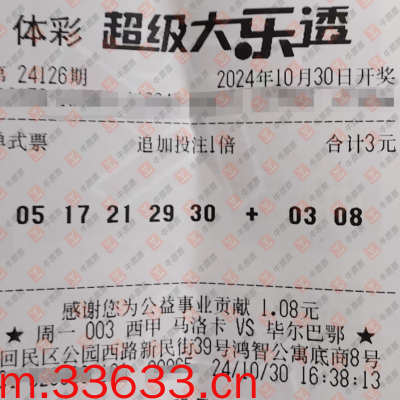 体彩 超级大乐透
第 24126期 2024年10月30日开奖
单式票 追加投注1倍 合计3元
05 17 21 29 30 + 03 08
感谢您为公益事业贡献 1.08元
★ 周一 003 西甲 马洛卡 VS 毕尔巴鄂 ★
回民区公园西路新民街39号鸿智公寓底商8号
24/10/30 16:38:13
m.33633.cn